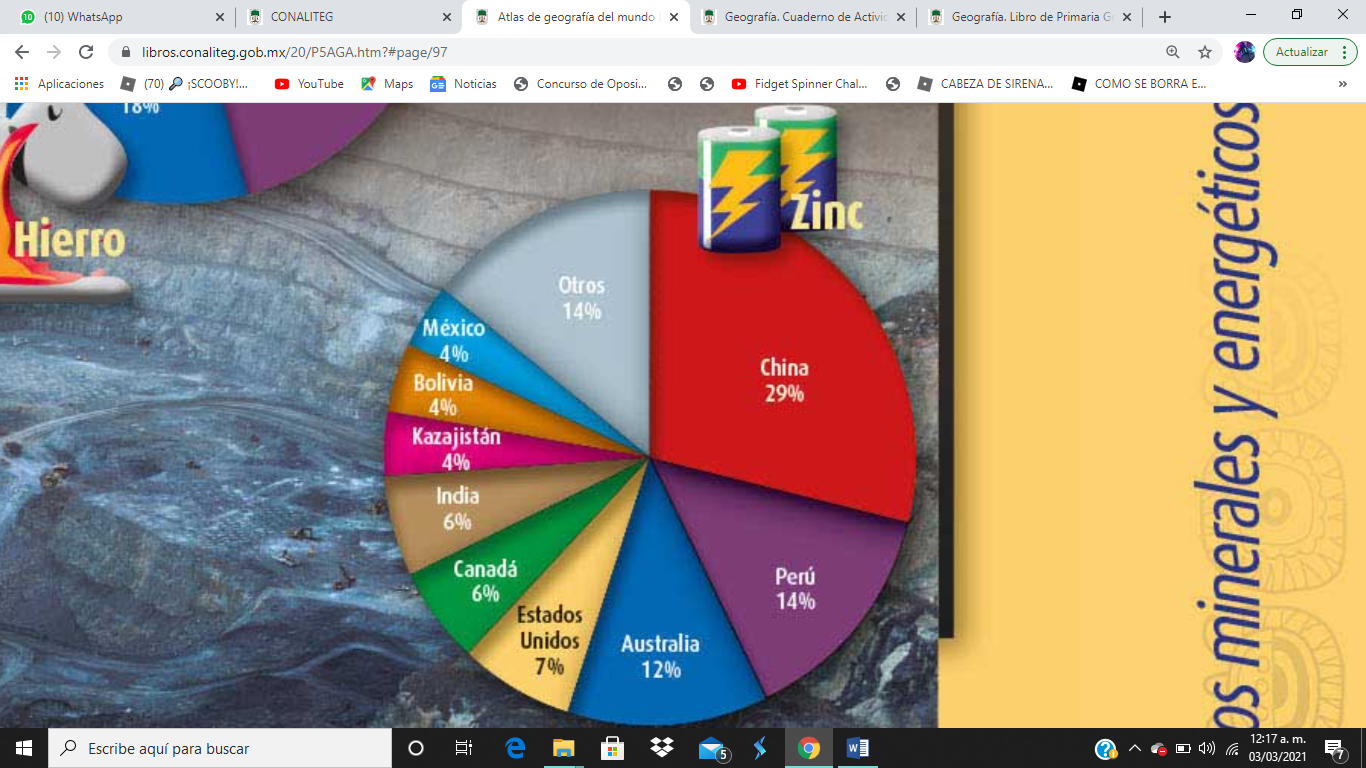 (10) WhatsApp
CONALITEG
Atlas de geografía del mundo
Geografía. Cuaderno de Activic
Geografía. Libro de Primaria Gr
libros.conaliteg.gob.mx/20/P5AGA.htm?#page/97
Actualizar
Aplicaciones
(70) 🔎 ¡SCOOBY!...
YouTube
Maps
Noticias
Concurso de Oposi...
Fidget Spinner Chal...
CABEZA DE SIRENA...
COMO SE BORRA E...
18%
Hierro
Zinc
Otros
14%
China
29%
México
4%
Bolivia
4%
Kazajistán
4%
India
6%
Canadá
6%
Estados
Unidos
7%
Australia
12%
Perú
14%
os minerales y energéticos
Escribe aquí para buscar
5
12:17 a. m.
03/03/2021
7